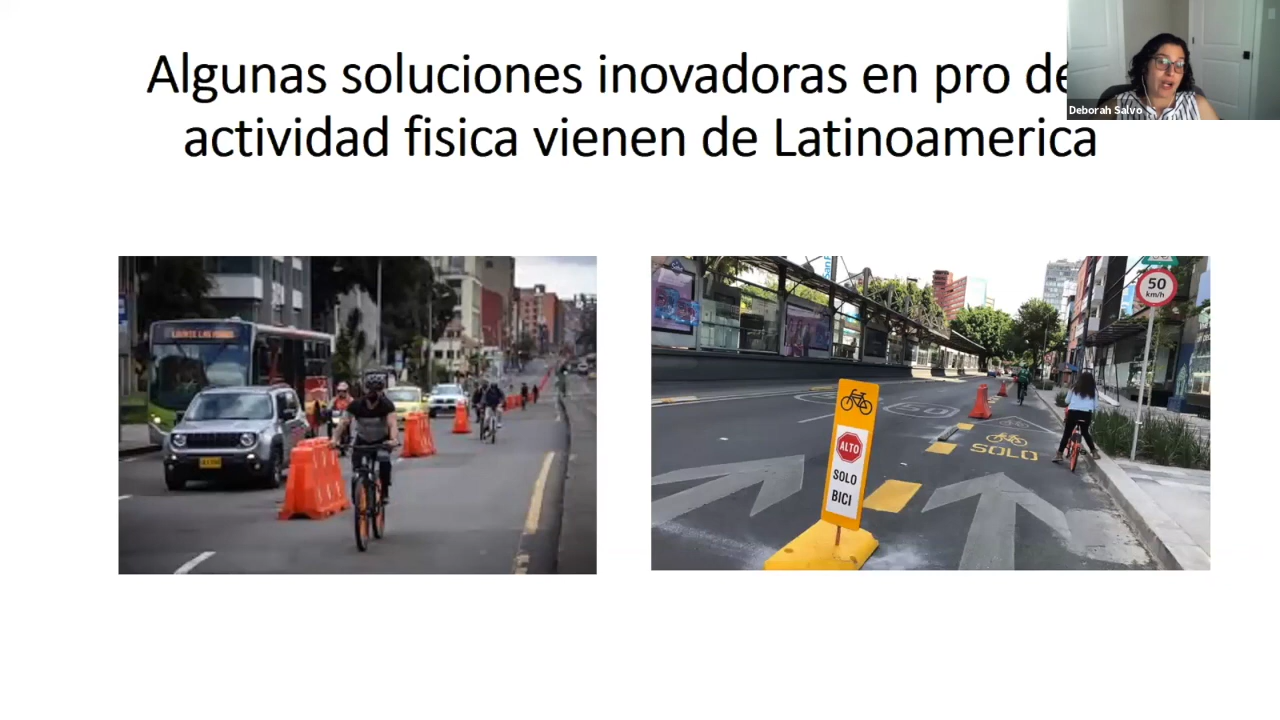 Algunas soluciones inovadoras en pro de
actividad fisica vienen de Latinoamerica
Deborah Salvo
50
km/h
ALTO
SOLO
BICI
50
SOLO